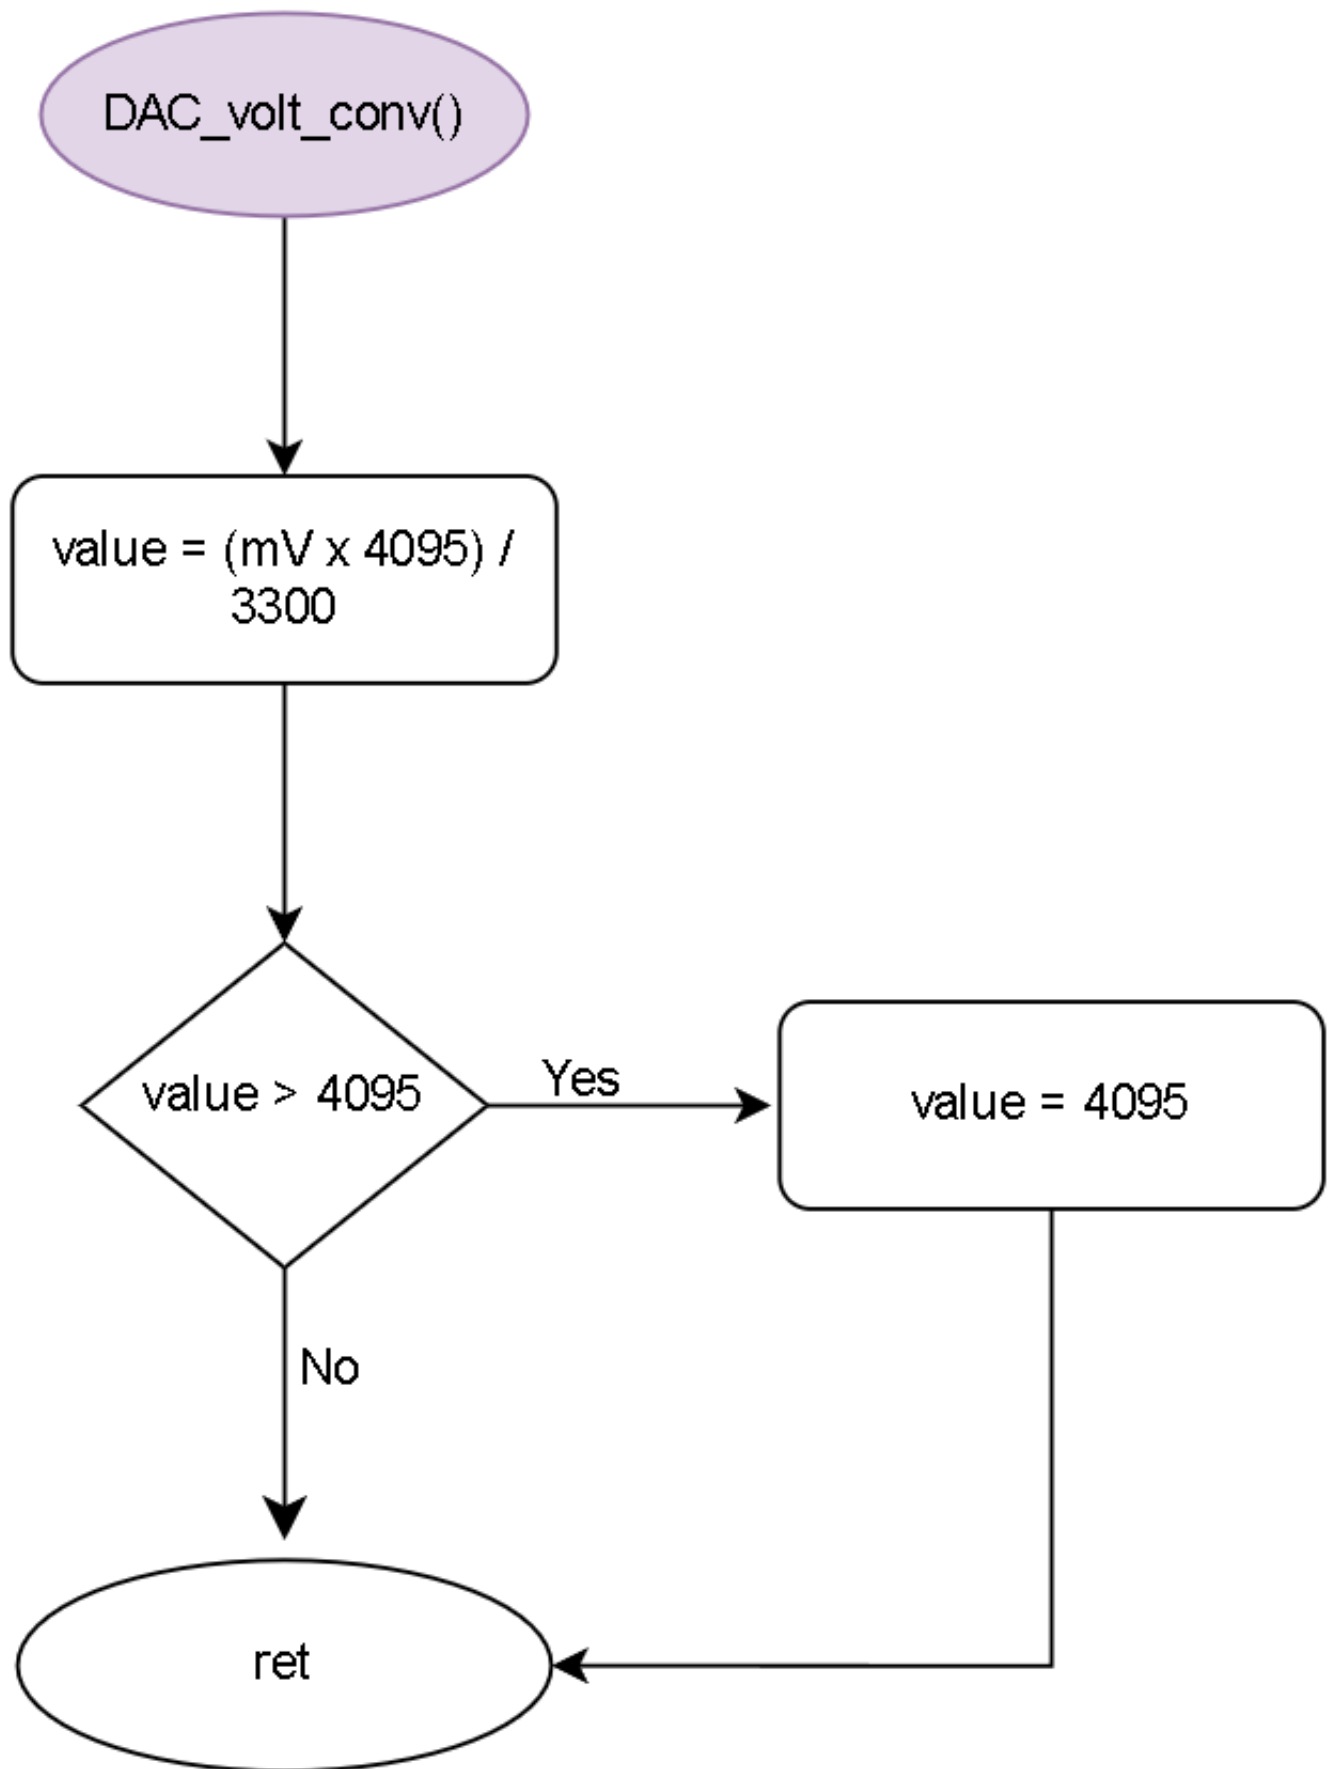 DAC_volt_conv()
value = (mV x 4095) /
3300
value > 4095
Yes
value = 4095
No
ret